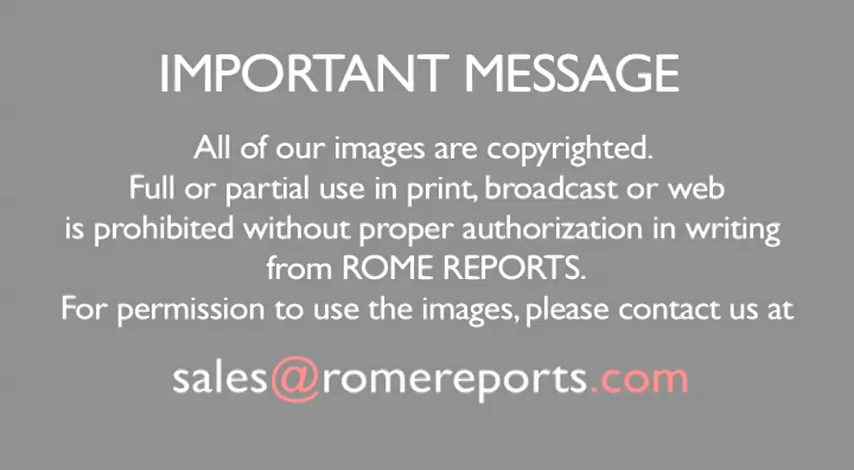 IMPORTANT MESSAGE
All of our images are copyrighted.
Full or partial use in print, broadcast or web
is prohibited without proper authorization in writing
from ROME REPORTS.
For permission to use the images, please contact us at
sales@romereports.com